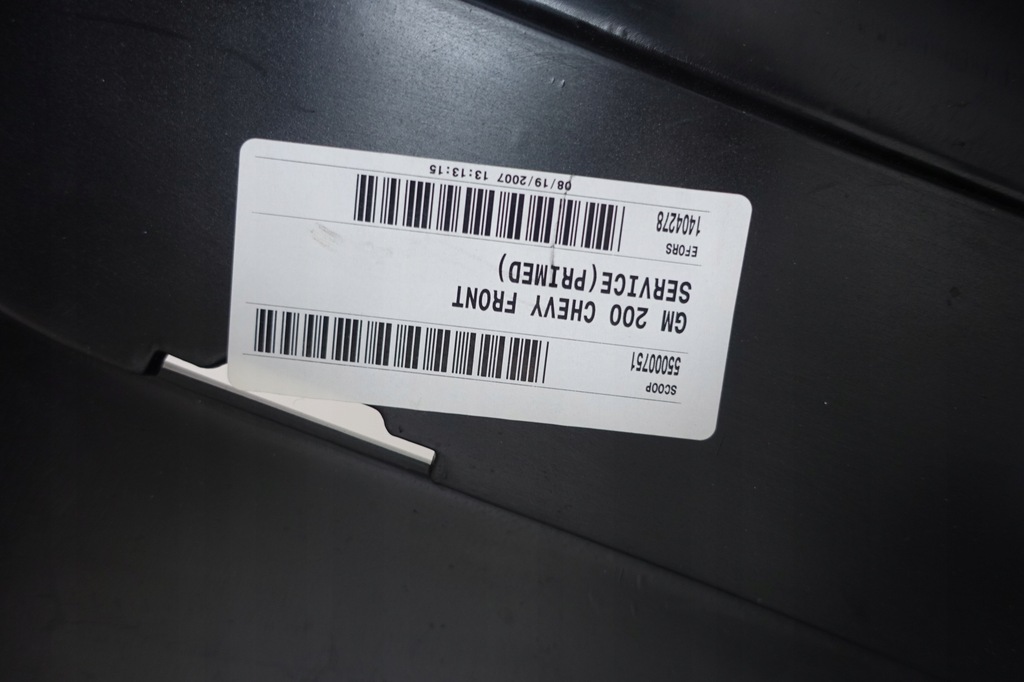 SCOOP
55000751
GM 200 CHEVY FRONT
SERVICE(PRIMED)
EFORS
1404278
08/19/2007 13:13:15